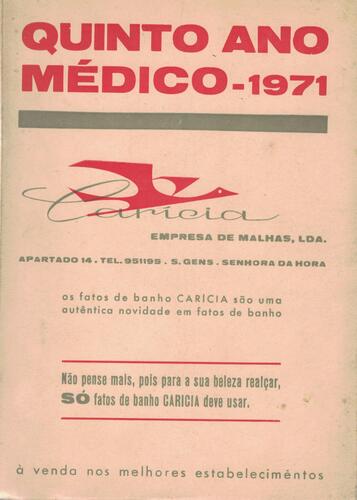 QUINTO ANO
MÉDICO - 1971
Carícia
EMPRESA DE MALHAS, LDA.
APARTADO 14 . TEL. 951195 . S. GENS . SENHORA DA HORA
os fatos de banho CARÍCIA são uma
autêntica novidade em fatos de banho
Não pense mais, pois para a sua beleza realçar,
SÓ fatos de banho CARICIA deve usar.
à venda nos melhores estabelecimentos